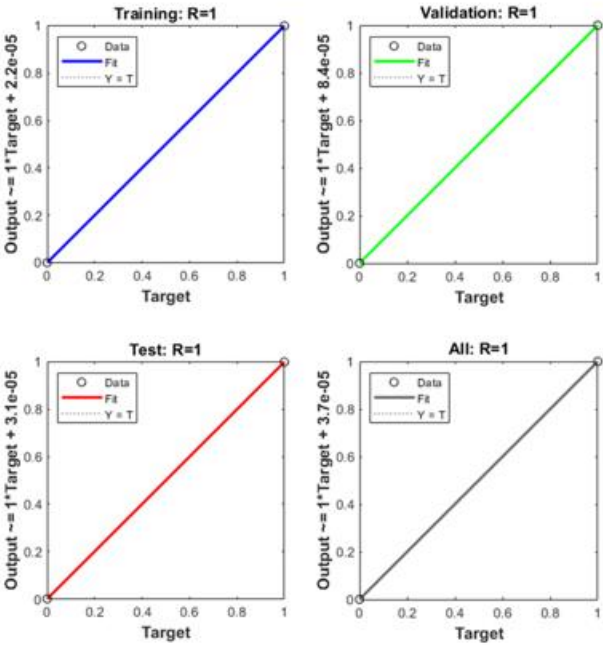 Training: R=1
Output ~= 1*Target + 2.2e-05
1
0.8
0.6
0.4
0.2
0
Data
Fit
Y = T
0 0.2 0.4 0.6 0.8 1
Target
Validation: R=1
Output ~= 1*Target + 8.4e-05
1
0.8
0.6
0.4
0.2
0
Data
Fit
Y = T
0 0.2 0.4 0.6 0.8 1
Target
Test: R=1
Output ~= 1*Target + 3.1e-05
1
0.8
0.6
0.4
0.2
0
Data
Fit
Y = T
0 0.2 0.4 0.6 0.8 1
Target
All: R=1
Output ~= 1*Target + 3.7e-05
1
0.8
0.6
0.4
0.2
0
Data
Fit
Y = T
0 0.2 0.4 0.6 0.8 1
Target